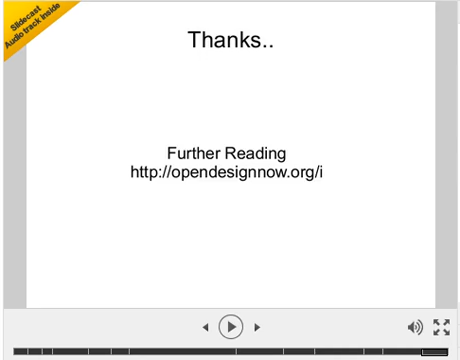 Slidecast
Audio track inside
Thanks..
Further Reading
http://opendesignnow.org/i